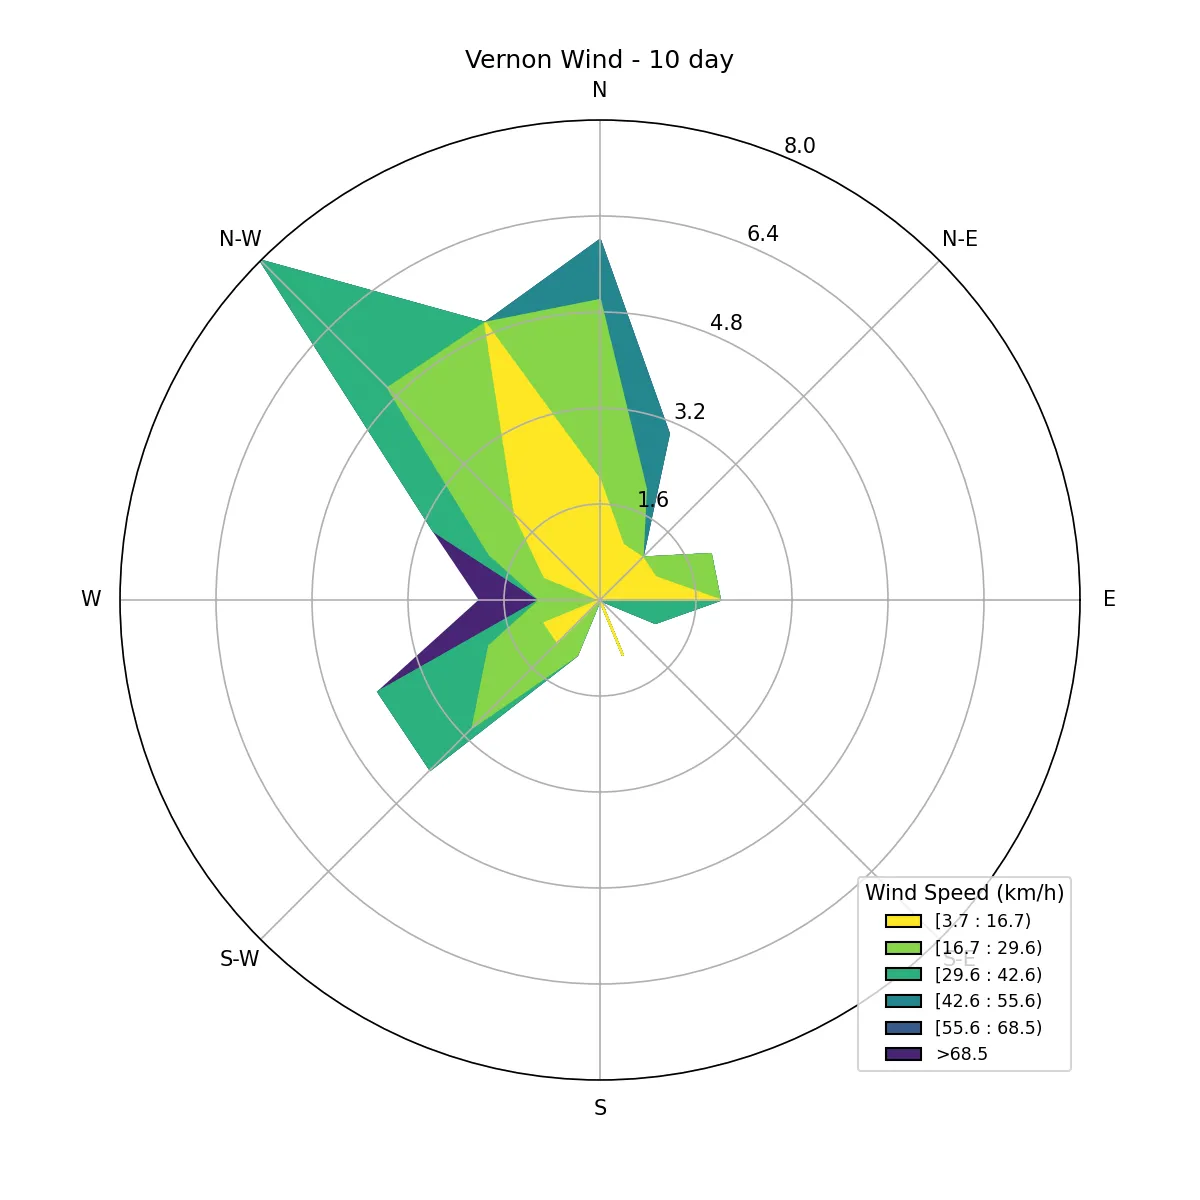 Vernon Wind - 10 day
N
8.0
N-W
6.4
N-E
4.8
3.2
1.6
W
E
S-W
S-E
S
Wind Speed (km/h)
[3.7 : 16.7)
[16.7 : 29.6)
[29.6 : 42.6)
[42.6 : 55.6)
[55.6 : 68.5)
>68.5